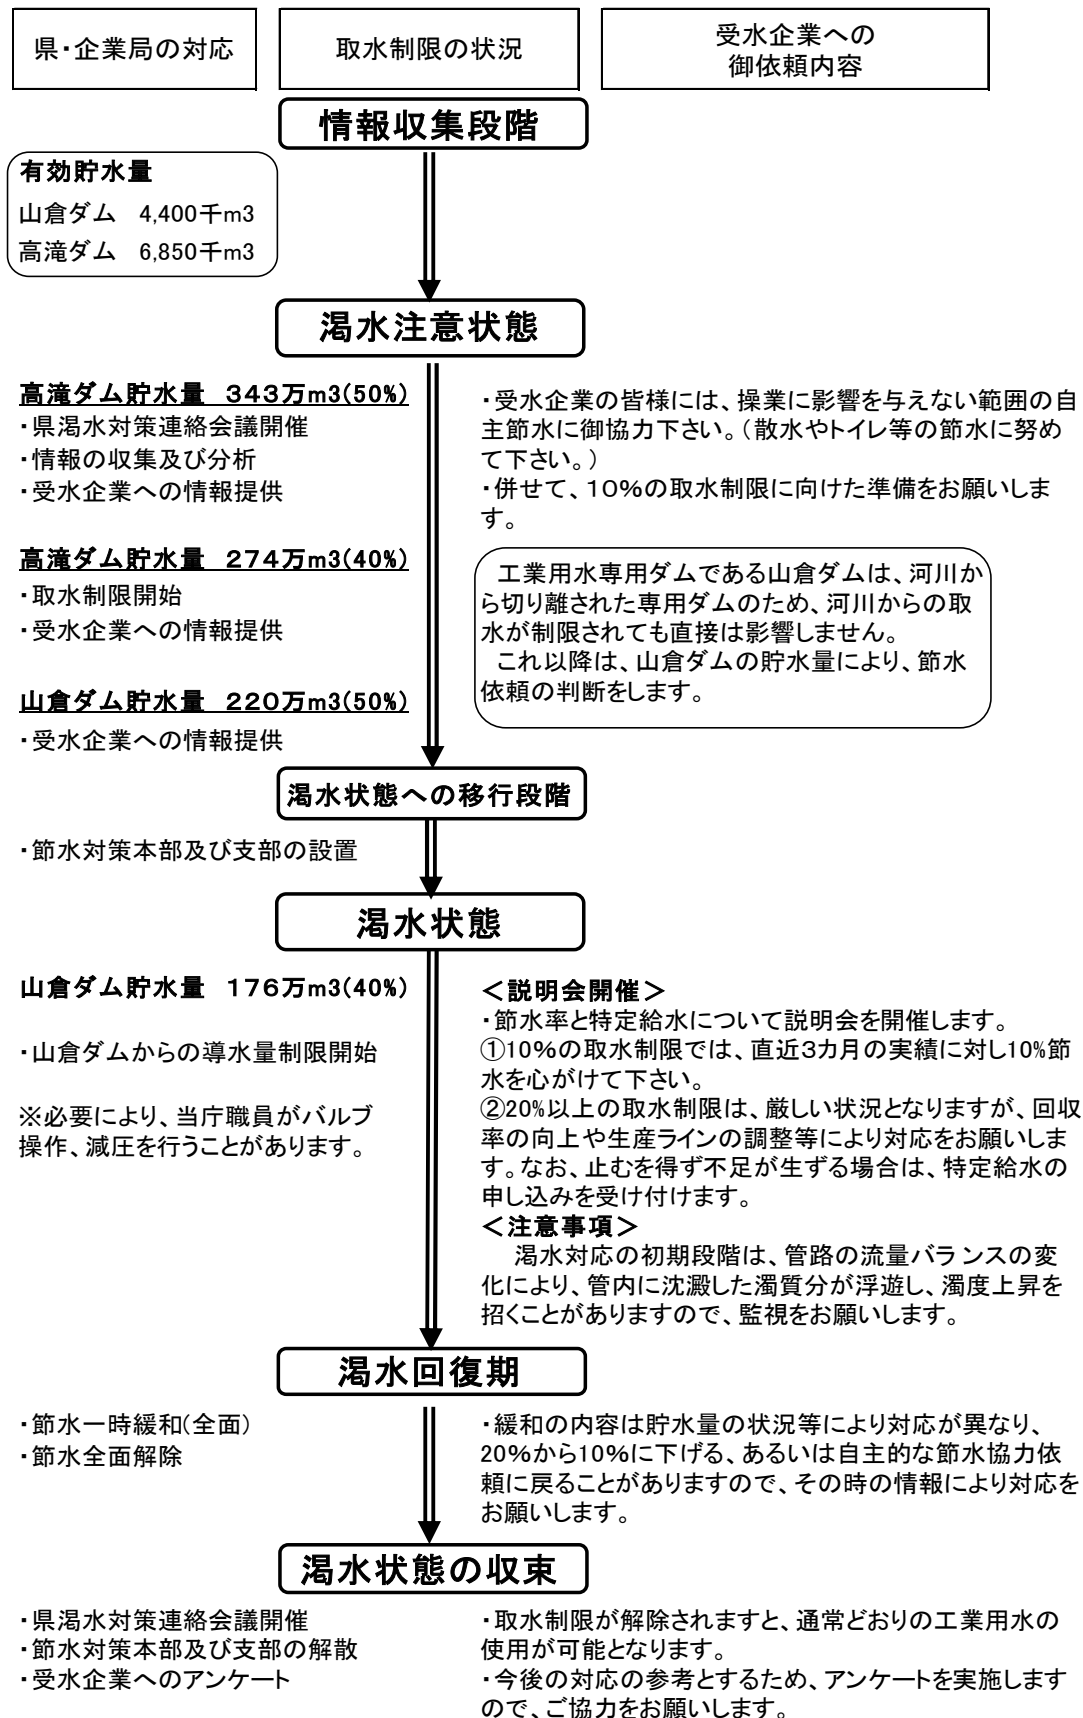 県・企業局の対応
取水制限の状況
受水企業への
御依頼内容
情報収集段階
有効貯水量
山倉ダム　4,400千m3
高滝ダム　6,850千m3
渇水注意状態
高滝ダム貯水量　３４３万m3(50%)
・県渇水対策連絡会議開催
・情報の収集及び分析
・受水企業への情報提供
・受水企業の皆様には、操業に影響を与えない範囲の自
主節水に御協力下さい。（散水やトイレ等の節水に努め
て下さい。）
・併せて、１０％の取水制限に向けた準備をお願いしま
す。
高滝ダム貯水量　２７４万m3(40%)
・取水制限開始
・受水企業への情報提供
工業用水専用ダムである山倉ダムは、河川か
ら切り離された専用ダムのため、河川からの取
水が制限されても直接は影響しません。
これ以降は、山倉ダムの貯水量により、節水
依頼の判断をします。
山倉ダム貯水量　２２０万m3(50%)
・受水企業への情報提供
渇水状態への移行段階
・節水対策本部及び支部の設置
渇水状態
山倉ダム貯水量　１７６万m3(40%)
・山倉ダムからの導水量制限開始
※必要により、当庁職員がバルブ
操作、減圧を行うことがあります。
＜説明会開催＞
・節水率と特定給水について説明会を開催します。
①10％の取水制限では、直近３カ月の実績に対し10%節
水を心がけて下さい。
②20%以上の取水制限は、厳しい状況となりますが、回収
率の向上や生産ラインの調整等により対応をお願いしま
す。なお、止むを得ず不足が生ずる場合は、特定給水の
申し込みを受け付けます。
＜注意事項＞
渇水対応の初期段階は、管路の流量バランスの変
化により、管内に沈澱した濁質分が浮遊し、濁度上昇を
招くことがありますので、監視をお願いします。
渇水回復期
・節水一時緩和(全面)
・節水全面解除
・緩和の内容は貯水量の状況等により対応が異なり、
20％から10％に下げる、あるいは自主的な節水協力依
頼に戻ることがありますので、その時の情報により対応を
お願いします。
渇水状態の収束
・県渇水対策連絡会議開催
・節水対策本部及び支部の解散
・受水企業へのアンケート
・取水制限が解除されますと、通常どおりの工業用水の
使用が可能となります。
・今後の対応の参考とするため、アンケートを実施します
ので、ご協力をお願いします。